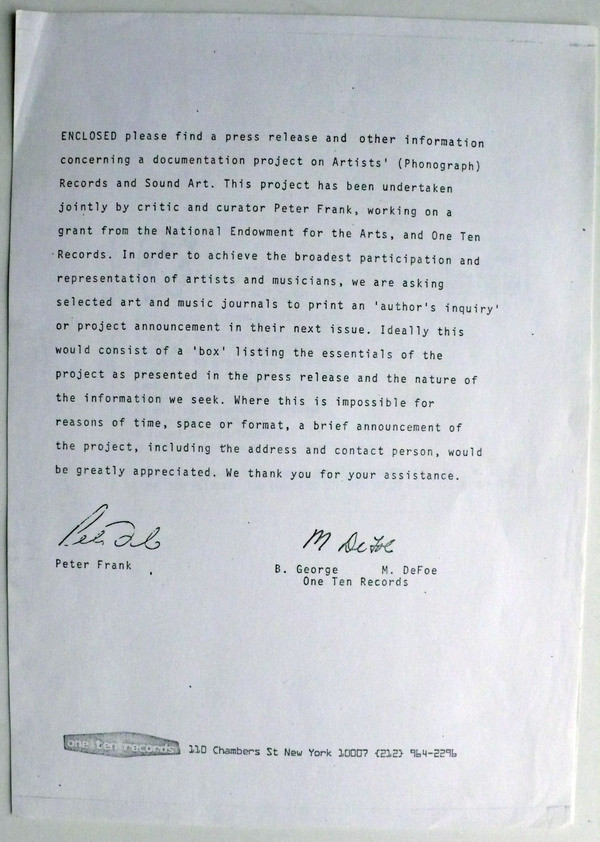 ENCLOSED please find a press release and other information
concerning a documentation project on Artists' (Phonograph)
Records and Sound Art. This project has been undertaken
jointly by critic and curator Peter Frank, working on a
grant from the National Endowment for the Arts, and One Ten
Records. In order to achieve the broadest participation and
representation of artists and musicians, we are asking
selected art and music journals to print an 'author's inquiry'
or project announcement in their next issue. Ideally this
would consist of a 'box' listing the essentials of the
project as presented in the press release and the nature of
the information we seek. Where this is impossible for
reasons of time, space or format, a brief announcement of
the project, including the address and contact person, would
be greatly appreciated. We thank you for your assistance.
M DeFoe
Peter Frank
B. George M. DeFoe
One Ten Records
one ten records 110 Chambers St New York 10007 {212} 964-2296